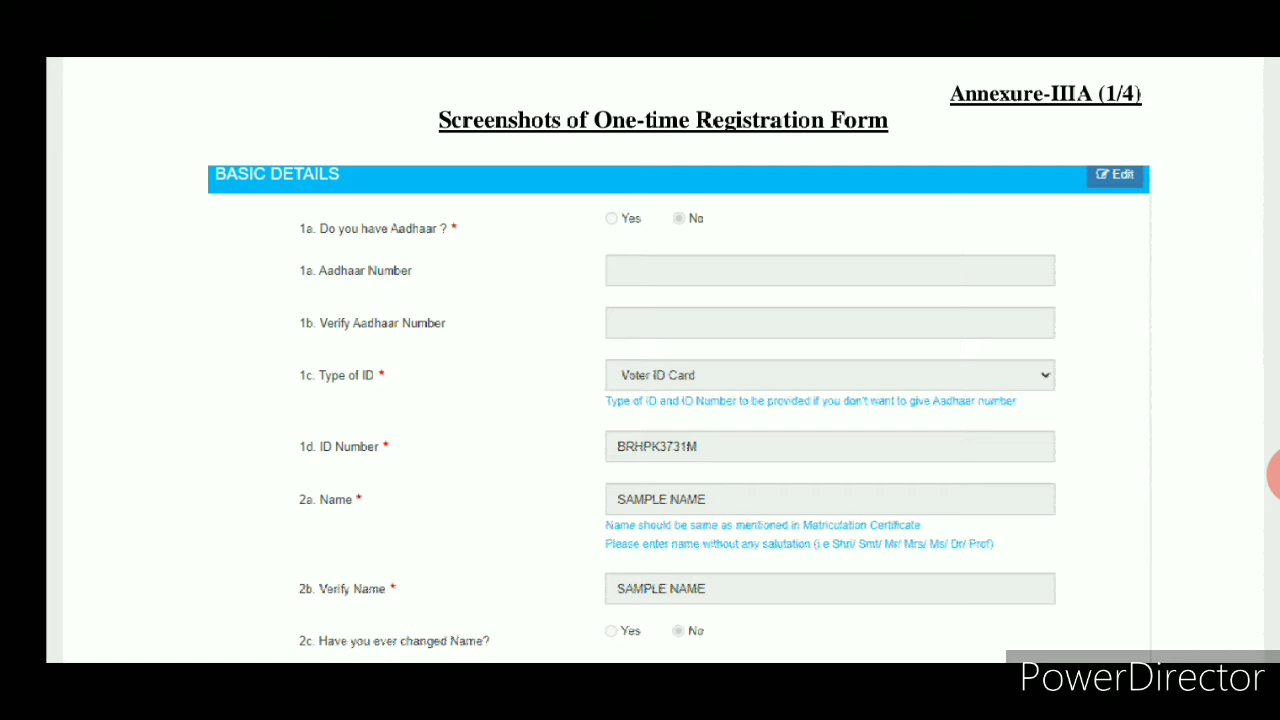 Annexure-IIIA (1/4)
Screenshots of One-time Registration Form
BASIC DETAILS
Edit
1a. Do you have Aadhaar ? *
Yes No
1a. Aadhaar Number
1b. Verify Aadhaar Number
1c. Type of ID *
Voter ID Card
Type of ID and ID Number to be provided if you don't want to give Aadhaar number
1d. ID Number *
BRHPK3731M
2a. Name *
SAMPLE NAME
Name should be same as mentioned in Matriculation Certificate
Please enter name without any salutation (i e Shri/ Smt/ Mr/ Mrs/ Ms/ Dr/ Prof)
2b. Verify Name *
SAMPLE NAME
2c. Have you ever changed Name?
Yes No
PowerDirector